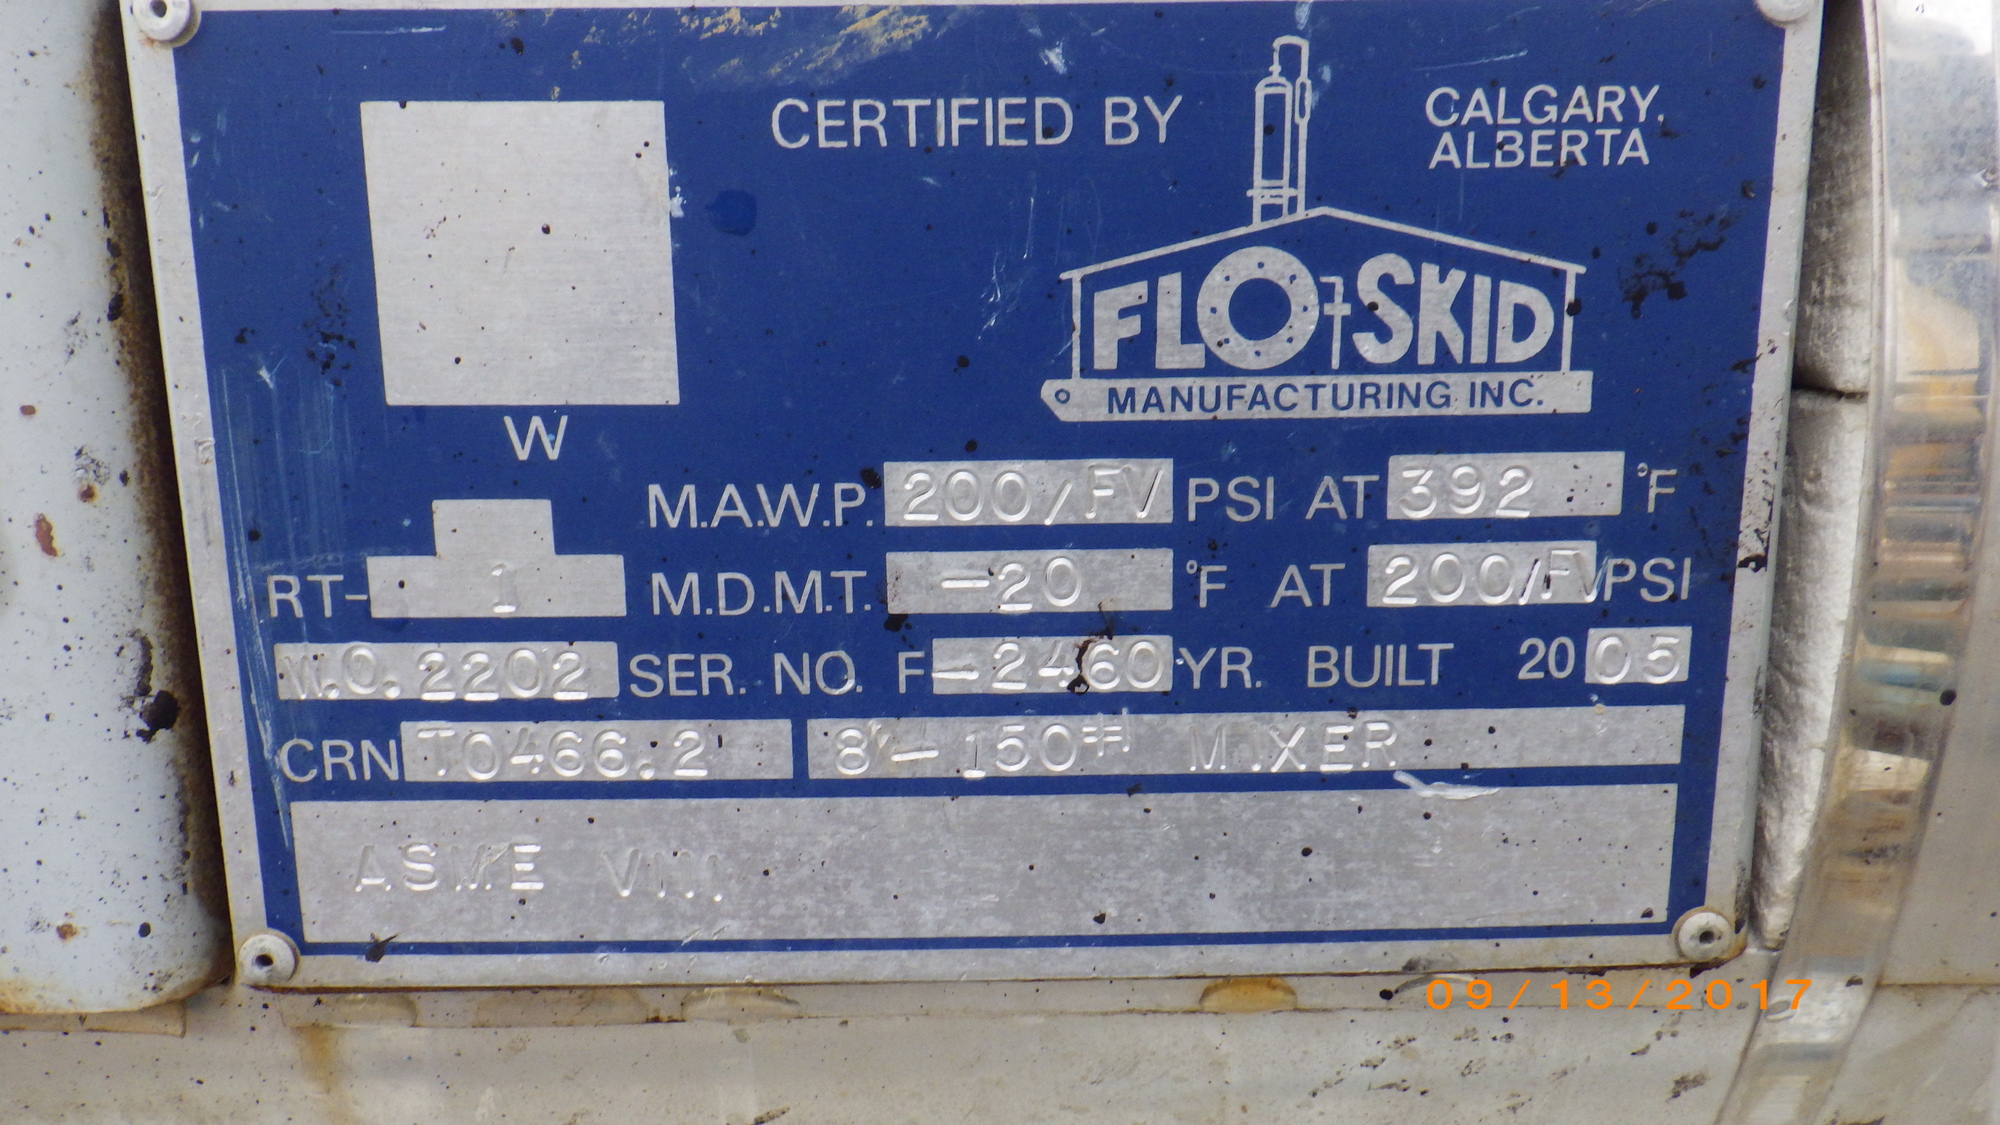 CERTIFIED BY
CALGARY,
ALBERTA
FLO-SKID
MANUFACTURING INC.
W
M.A.W.P. 200/FV PSI AT 392 °F
RT- 1 M.D.M.T. -20 °F AT 200/FV PSI
W.O. 2202 SER. NO. F-2460 YR. BUILT 2005
CRN T0466.2 8"-150# MIXER
ASME VIII
09/13/2017